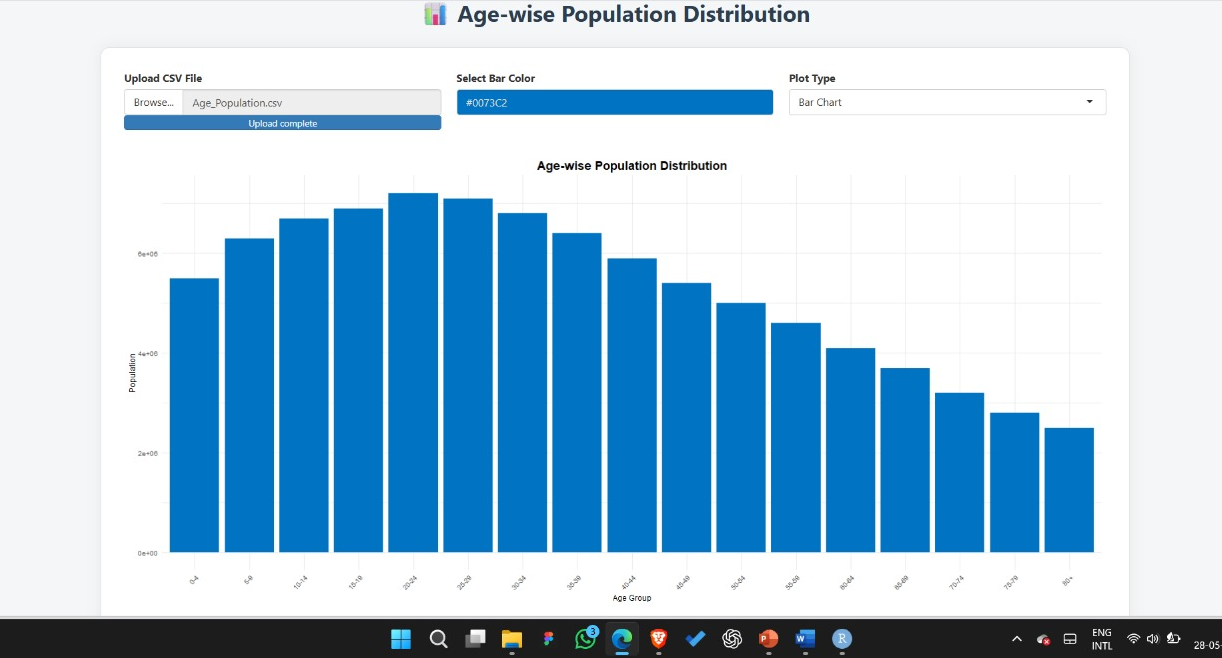 Age-wise Population Distribution
Upload CSV File
Select Bar Color
Plot Type
Browse...
Age_Population.csv
#0073C2
Bar Chart
Upload complete
Age-wise Population Distribution
6e+06
4e+06
2e+06
0e+00
Population
0-4
5-9
10-14
15-19
20-24
25-29
30-34
35-39
40-44
45-49
50-54
55-59
60-64
65-69
70-74
75-79
80+
Age Group
3
P
W
R
ENG
INTL
28-05